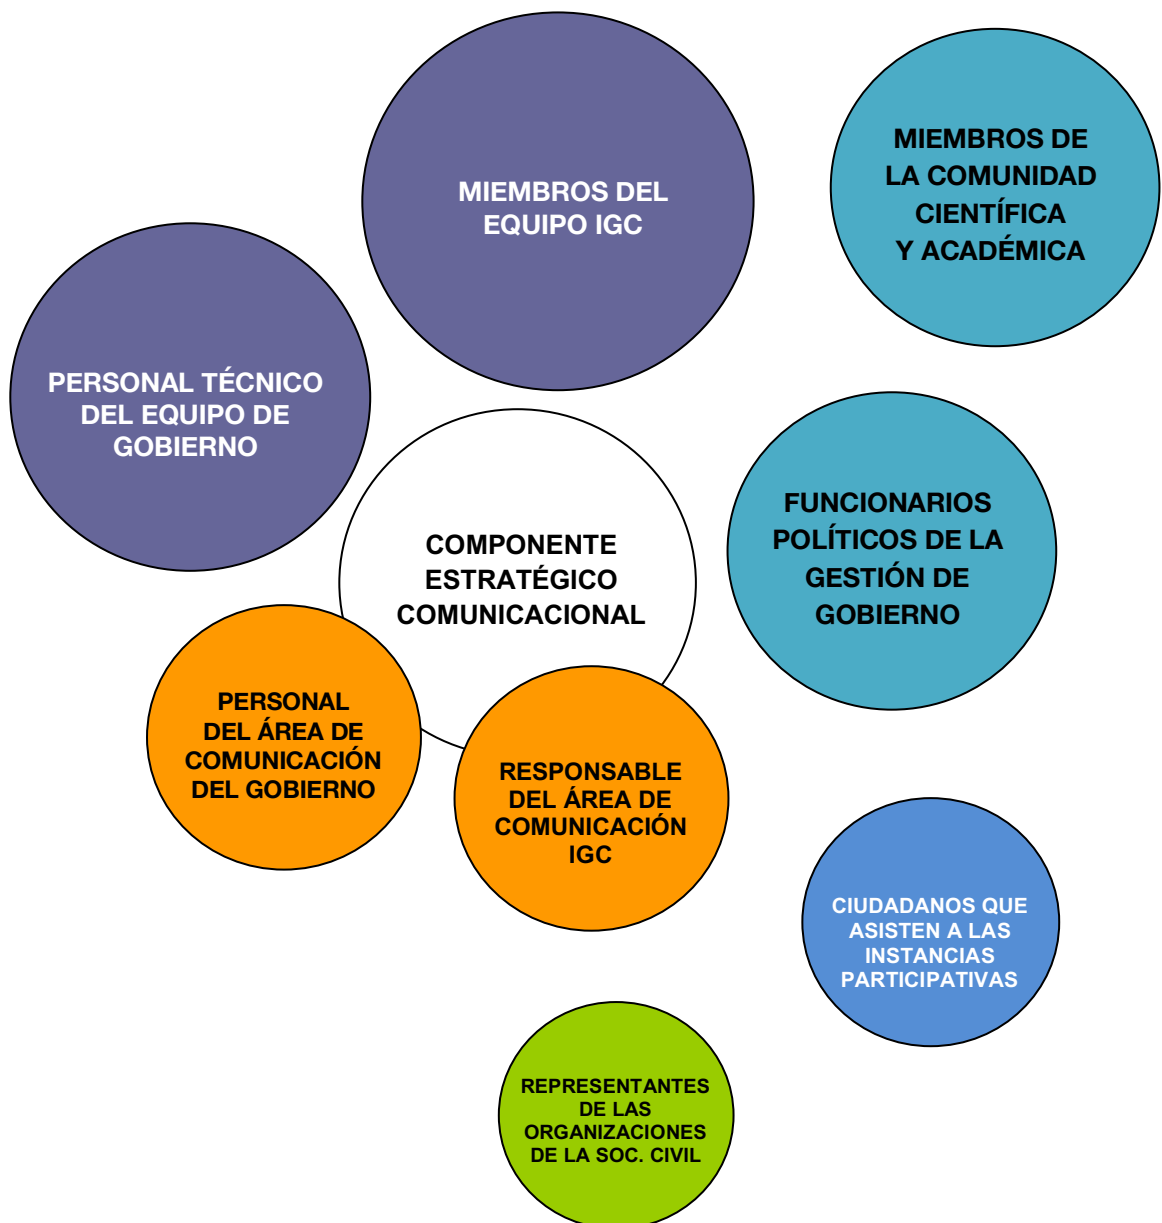 MIEMBROS DEL
EQUIPO IGC
MIEMBROS DE
LA COMUNIDAD
CIENTÍFICA
Y ACADÉMICA
PERSONAL TÉCNICO
DEL EQUIPO DE
GOBIERNO
FUNCIONARIOS
POLÍTICOS DE LA
GESTIÓN DE
GOBIERNO
COMPONENTE
ESTRATÉGICO
COMUNICACIONAL
PERSONAL
DEL ÁREA DE
COMUNICACIÓN
DEL GOBIERNO
RESPONSABLE
DEL ÁREA DE
COMUNICACIÓN
IGC
CIUDADANOS QUE
ASISTEN A LAS
INSTANCIAS
PARTICIPATIVAS
REPRESENTANTES
DE LAS
ORGANIZACIONES
DE LA SOC. CIVIL